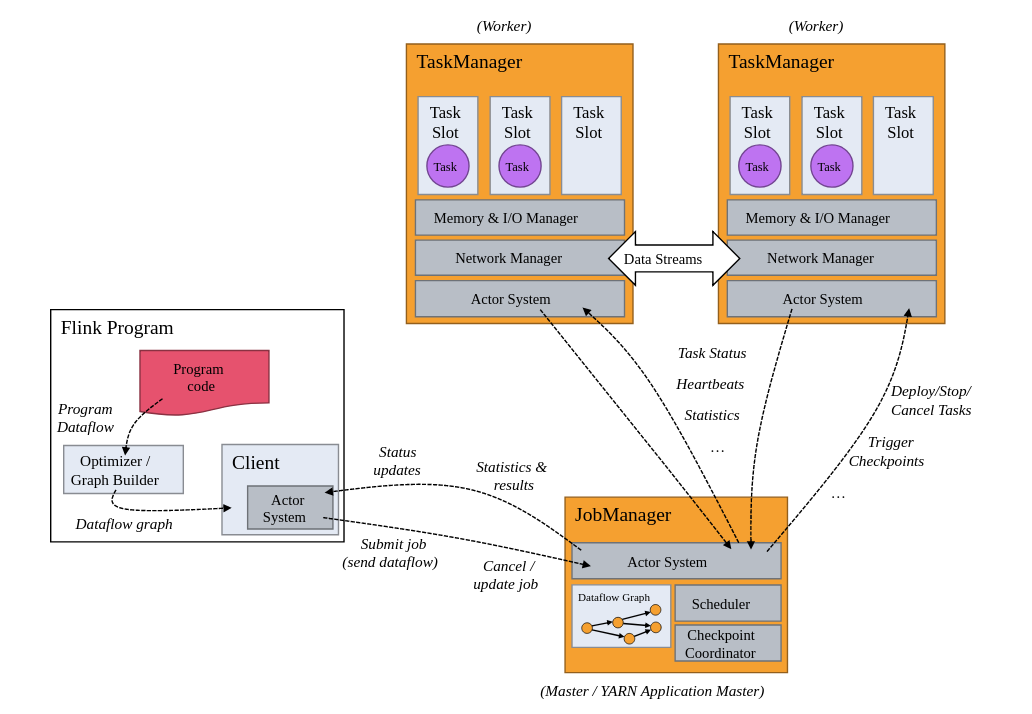 (Worker)
(Worker)
TaskManager
Task
Slot
Task
Task
Slot
Task
Task
Slot
Memory & I/O Manager
Network Manager
Actor System
TaskManager
Task
Slot
Task
Task
Slot
Task
Task
Slot
Memory & I/O Manager
Network Manager
Actor System
Data Streams
Flink Program
Program
code
Program
Dataflow
Optimizer /
Graph Builder
Dataflow graph
Client
Actor
System
Status
updates
Statistics &
results
Submit job
(send dataflow)
Cancel /
update job
Task Status
Heartbeats
Statistics
...
Deploy/Stop/
Cancel Tasks
Trigger
Checkpoints
...
JobManager
Actor System
Dataflow Graph
Scheduler
Checkpoint
Coordinator
(Master / YARN Application Master)